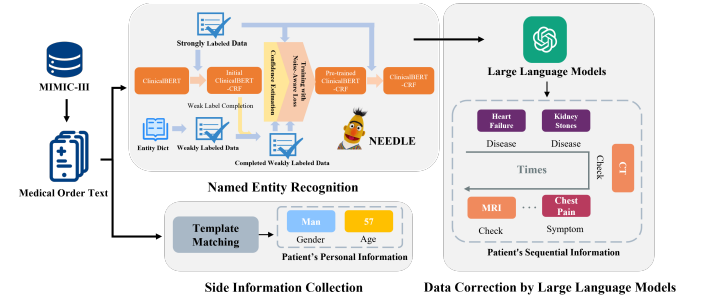 MIMIC-III
Medical Order Text
Strongly Labeled Data
ClinicalBERT
Initial
ClinicalBERT
-CRF
Confidence Estimation
Training with
Noise-Aware Loss
Pre-trained
ClinicalBERT
-CRF
ClinicalBERT
-CRF
Weak Label Completion
Entity Dict
Weakly Labeled Data
Completed Weakly Labeled Data
NEEDLE
Named Entity Recognition
Template
Matching
Man
57
Gender
Age
Patient's Personal Information
Side Information Collection
Large Language Models
Heart
Failure
Kidney
Stones
Disease
Disease
Times
Check
CT
MRI
...
Chest
Pain
Check
Symptom
Patient's Sequential Information
Data Correction by Large Language Models